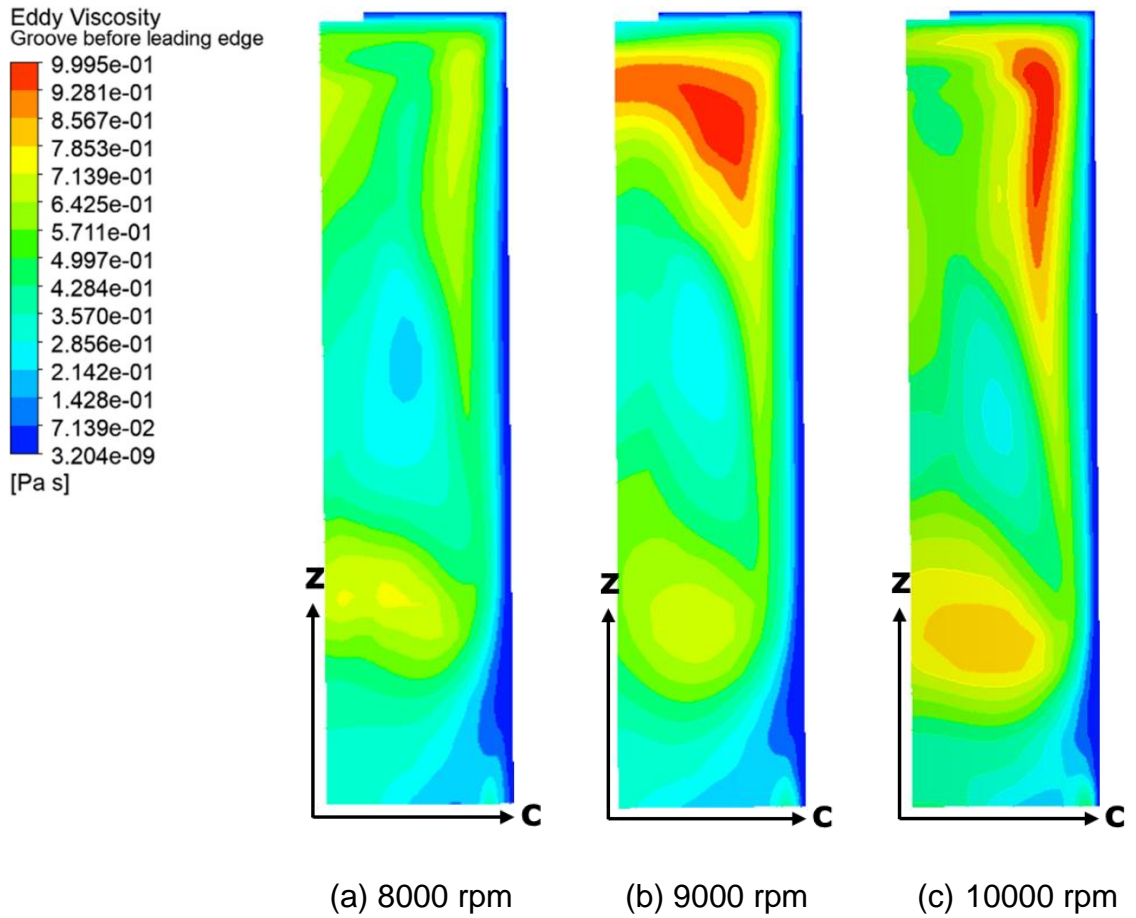 Eddy Viscosity
Groove before leading edge
9.995e-01
9.281e-01
8.567e-01
7.853e-01
7.139e-01
6.425e-01
5.711e-01
4.997e-01
4.284e-01
3.570e-01
2.856e-01
2.142e-01
1.428e-01
7.139e-02
3.204e-09
[Pa s]
z z z
c c c
(a) 8000 rpm (b) 9000 rpm (c) 10000 rpm